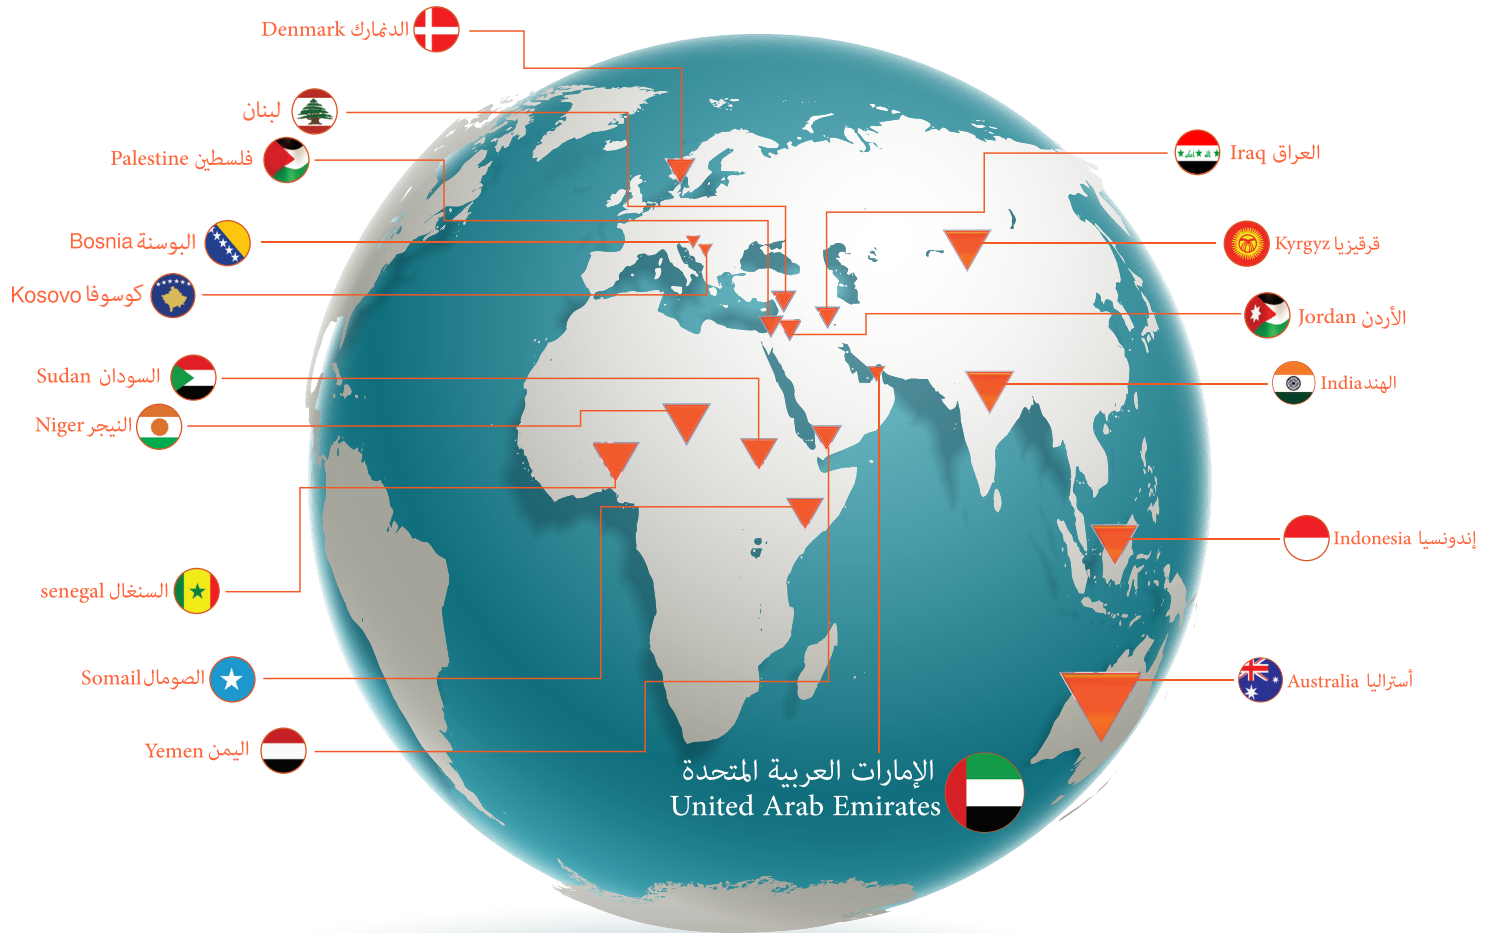 Denmark الدنمارك
لبنان
Palestine فلسطين
Bosnia البوسنة
Kosovo كوسوفا
Sudan السودان
Niger النيجر
senegal السنغال
Somail الصومال
Yemen اليمن
Iraq العراق
Kyrgyz قرقيزيا
Jordan الأردن
India الهند
Indonesia إندونسيا
Australia أستراليا
الإمارات العربية المتحدة
United Arab Emirates